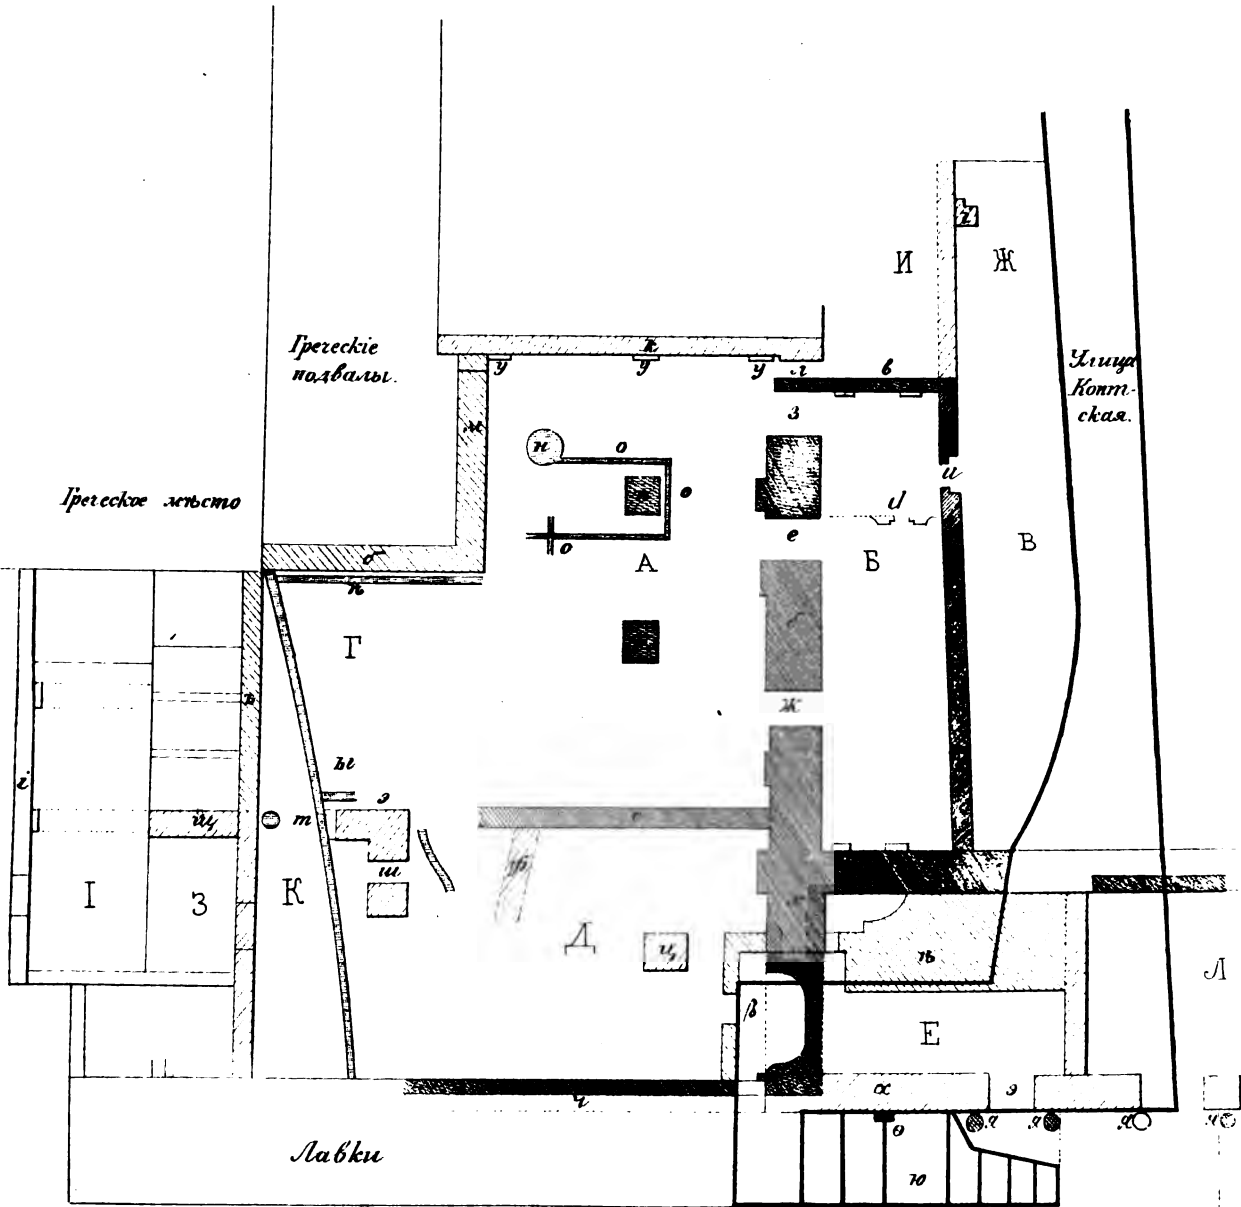 И
Ж
і
Греческіе
подвалы.
Улица
Копт-
ская.
к
у
у
у
л
в
з
м
н
о
о
о
и
d
е
Греческое мѣсто
А
Б
В
п
Г
ж
ы
э
т
щ
і
ш
ф
І
З
К
Д
ц
ѣ
Л
Е
β
α
э
ч
ѳ
я
я
я
я
ю
Лавки